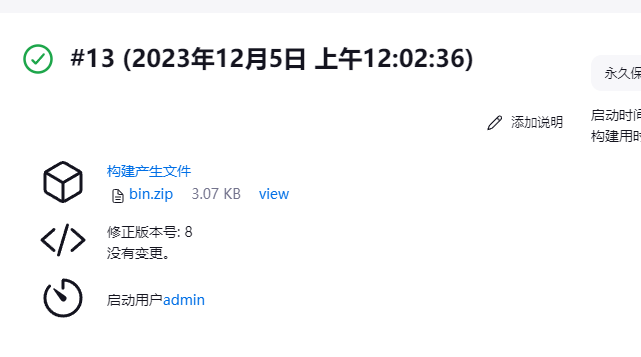 #13 (2023年12月5日 上午12:02:36)
永久保
添加说明
启动时间
构建用时
构建产生文件
bin.zip 3.07 KB view
修正版本号: 8
没有变更。
启动用户admin